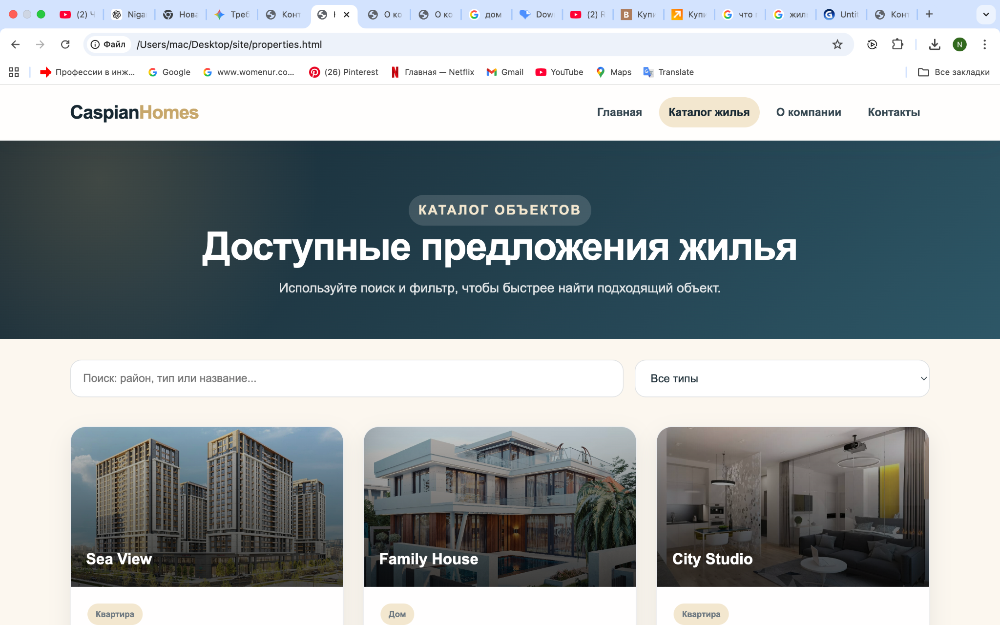 (2) Ч
Niga
Нова
Треб
Конт
О ко
О ко
дом
Dow
(2) R
Купи
Купи
что
жил
Untit
Конт
Файл
/Users/mac/Desktop/site/properties.html
N
Профессии в инж...
Google
www.womenur.co...
(26) Pinterest
Главная — Netflix
Gmail
YouTube
Maps
Translate
Все закладки
CaspianHomes
Главная
Каталог жилья
О компании
Контакты
КАТАЛОГ ОБЪЕКТОВ
Доступные предложения жилья
Используйте поиск и фильтр, чтобы быстрее найти подходящий объект.
Поиск: район, тип или название...
Все типы
Sea View
Family House
City Studio
Квартира
Дом
Квартира